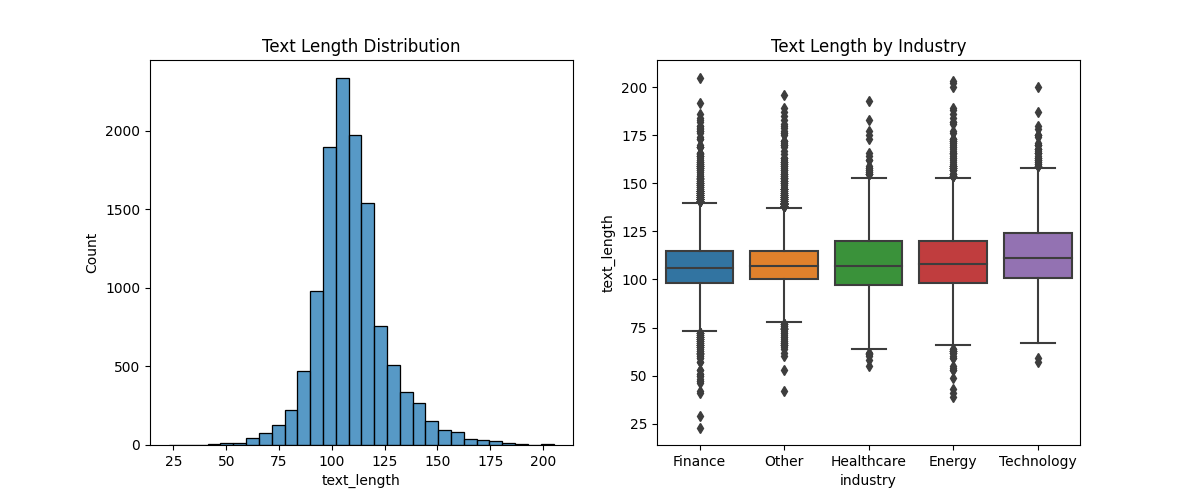 Text Length Distribution
Count
2000
1500
1000
500
0
25 50 75 100 125 150 175 200
text_length
Text Length by Industry
text_length
200
175
150
125
100
75
50
25
Finance Other Healthcare Energy Technology
industry